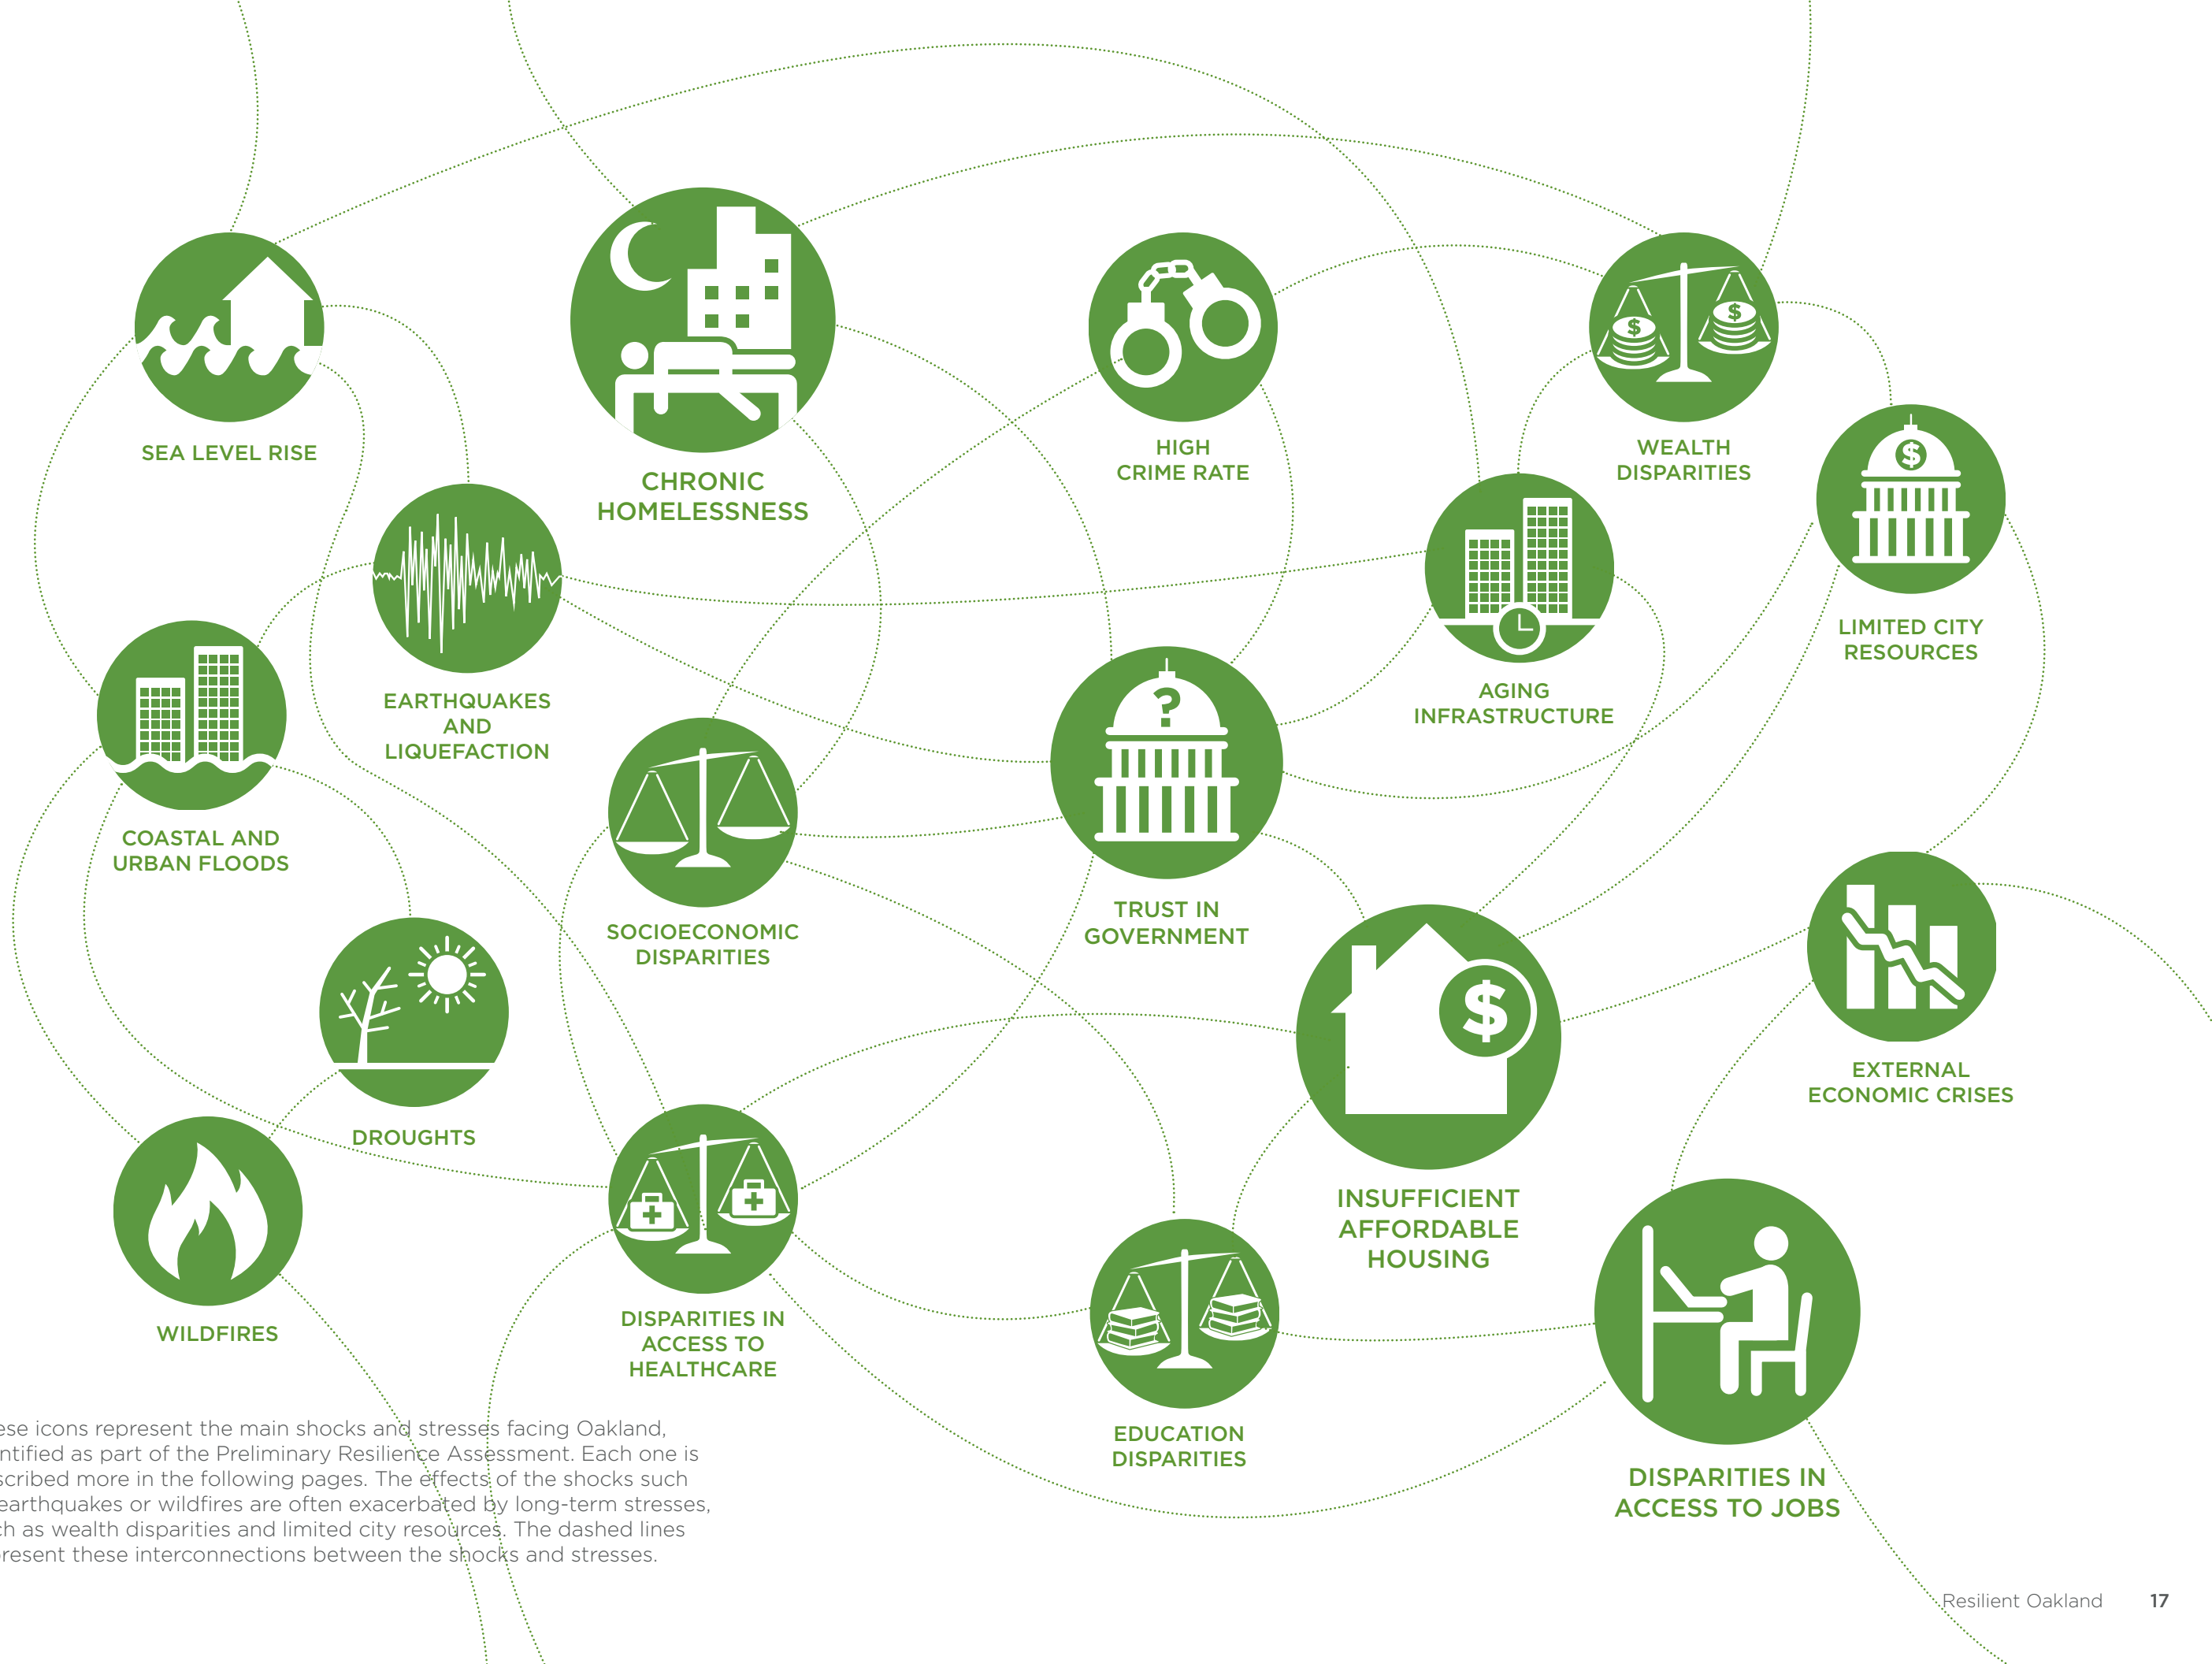 SEA LEVEL RISE
CHRONIC
HOMELESSNESS
HIGH
CRIME RATE
$
$
WEALTH
DISPARITIES
$
LIMITED CITY
RESOURCES
EARTHQUAKES
AND
LIQUEFACTION
AGING
INFRASTRUCTURE
COASTAL AND
URBAN FLOODS
SOCIOECONOMIC
DISPARITIES
?
TRUST IN
GOVERNMENT
$
INSUFFICIENT
AFFORDABLE
HOUSING
EXTERNAL
ECONOMIC CRISES
DROUGHTS
WILDFIRES
DISPARITIES IN
ACCESS TO
HEALTHCARE
EDUCATION
DISPARITIES
DISPARITIES IN
ACCESS TO JOBS
ese icons represent the main shocks and stresses facing Oakland,
ntified as part of the Preliminary Resilience Assessment. Each one is
scribed more in the following pages. The effects of the shocks such
earthquakes or wildfires are often exacerbated by long-term stresses,
ch as wealth disparities and limited city resources. The dashed lines
resent these interconnections between the shocks and stresses.
Resilient Oakland 17